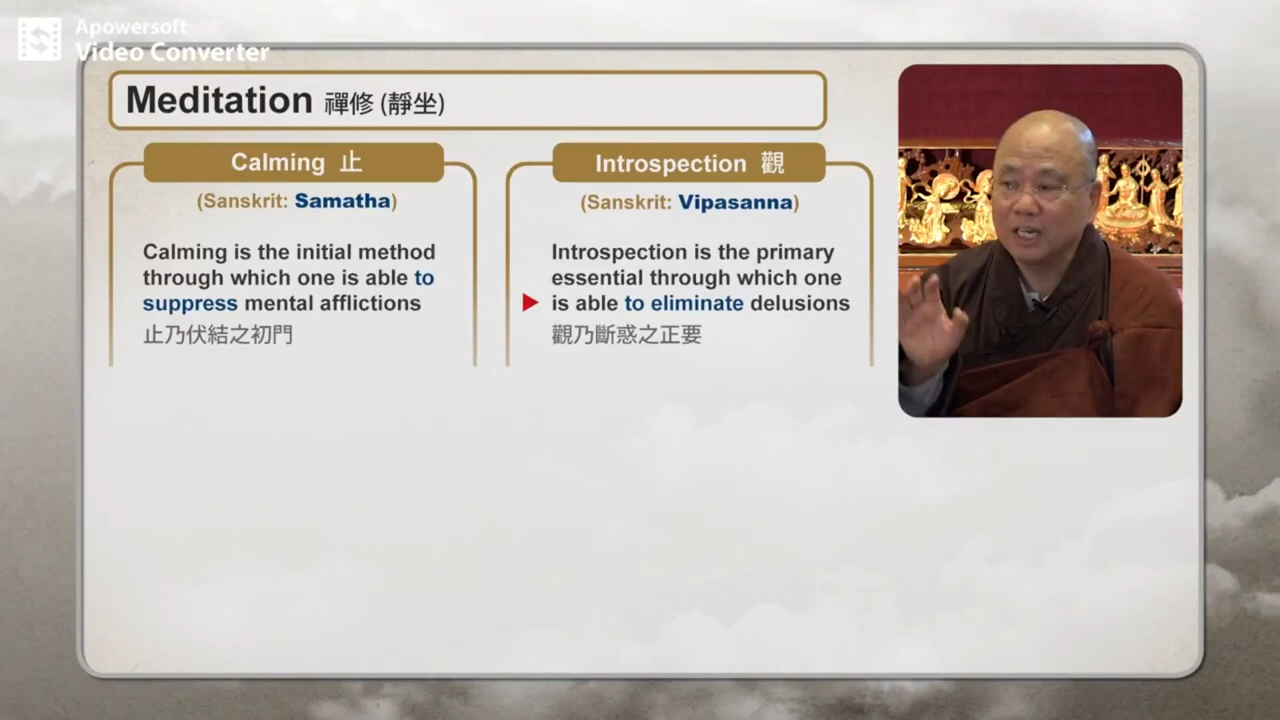 Apowersoft
Video Converter
Meditation 禪修 (靜坐)
Calming 止
(Sanskrit: Samatha)
Calming is the initial method
through which one is able to
suppress mental afflictions
止乃伏結之初門
Introspection 觀
(Sanskrit: Vipasanna)
Introspection is the primary
essential through which one
is able to eliminate delusions
觀乃斷惑之正要